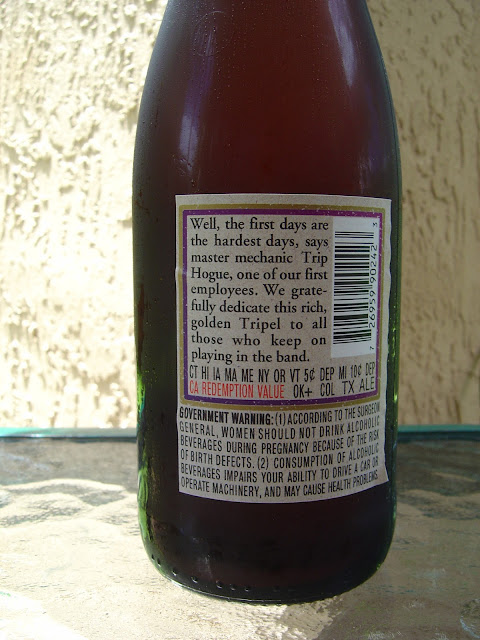 Well, the first days are
the hardest days, says
master mechanic Trip
Hogue, one of our first
employees. We grate-
fully dedicate this rich,
golden Tripel to all
those who keep on
playing in the band.
7 26959 90242 3
CT HI IA MA ME NY OR VT 5¢ DEP MI 10¢ DEP
CA REDEMPTION VALUE OK+ COL TX ALE
GOVERNMENT WARNING: (1) ACCORDING TO THE SURGEON
GENERAL, WOMEN SHOULD NOT DRINK ALCOHOLIC
BEVERAGES DURING PREGNANCY BECAUSE OF THE RISK
OF BIRTH DEFECTS. (2) CONSUMPTION OF ALCOHOLIC
BEVERAGES IMPAIRS YOUR ABILITY TO DRIVE A CAR OR
OPERATE MACHINERY, AND MAY CAUSE HEALTH PROBLEMS.